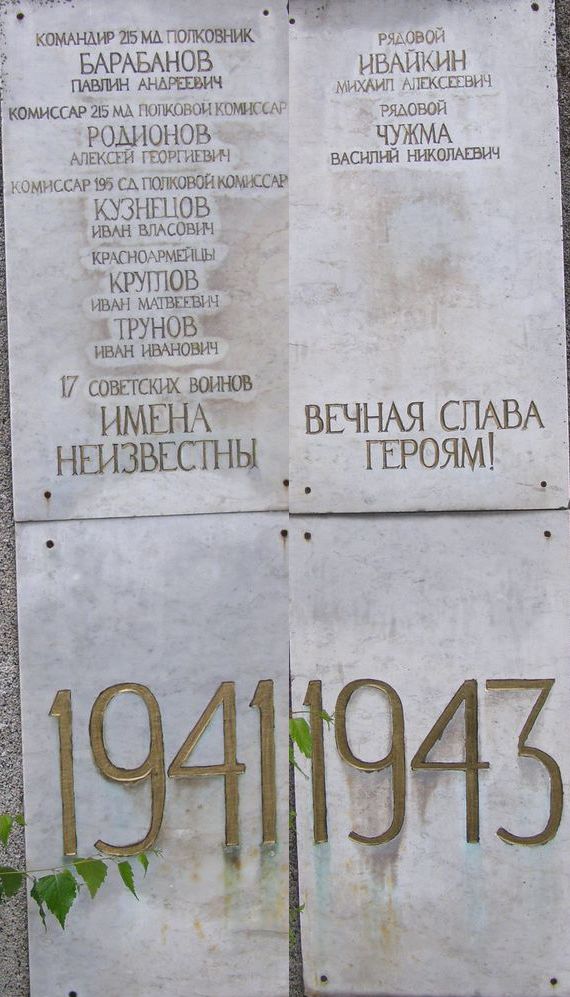 КОМАНДИР 215 МД ПОЛКОВНИК
БАРАБАНОВ
ПАВЛИН АНДРЕЕВИЧ
КОМИССАР 215 МД ПОЛКОВОЙ КОМИССАР
РОДИОНОВ
АЛЕКСЕЙ ГЕОРГИЕВИЧ
КОМИССАР 195 СД ПОЛКОВОЙ КОМИССАР
КУЗНЕЦОВ
ИВАН ВЛАСОВИЧ
КРАСНОАРМЕЙЦЫ
КРУГЛОВ
ИВАН МАТВЕЕВИЧ
ТРУНОВ
ИВАН ИВАНОВИЧ
17 СОВЕТСКИХ ВОИНОВ
ИМЕНА
НЕИЗВЕСТНЫ
РЯДОВОЙ
ИВАЙКИН
МИХАИЛ АЛЕКСЕЕВИЧ
РЯДОВОЙ
ЧУЖМА
ВАСИЛИЙ НИКОЛАЕВИЧ
ВЕЧНАЯ СЛАВА
ГЕРОЯМ!
1941
1943